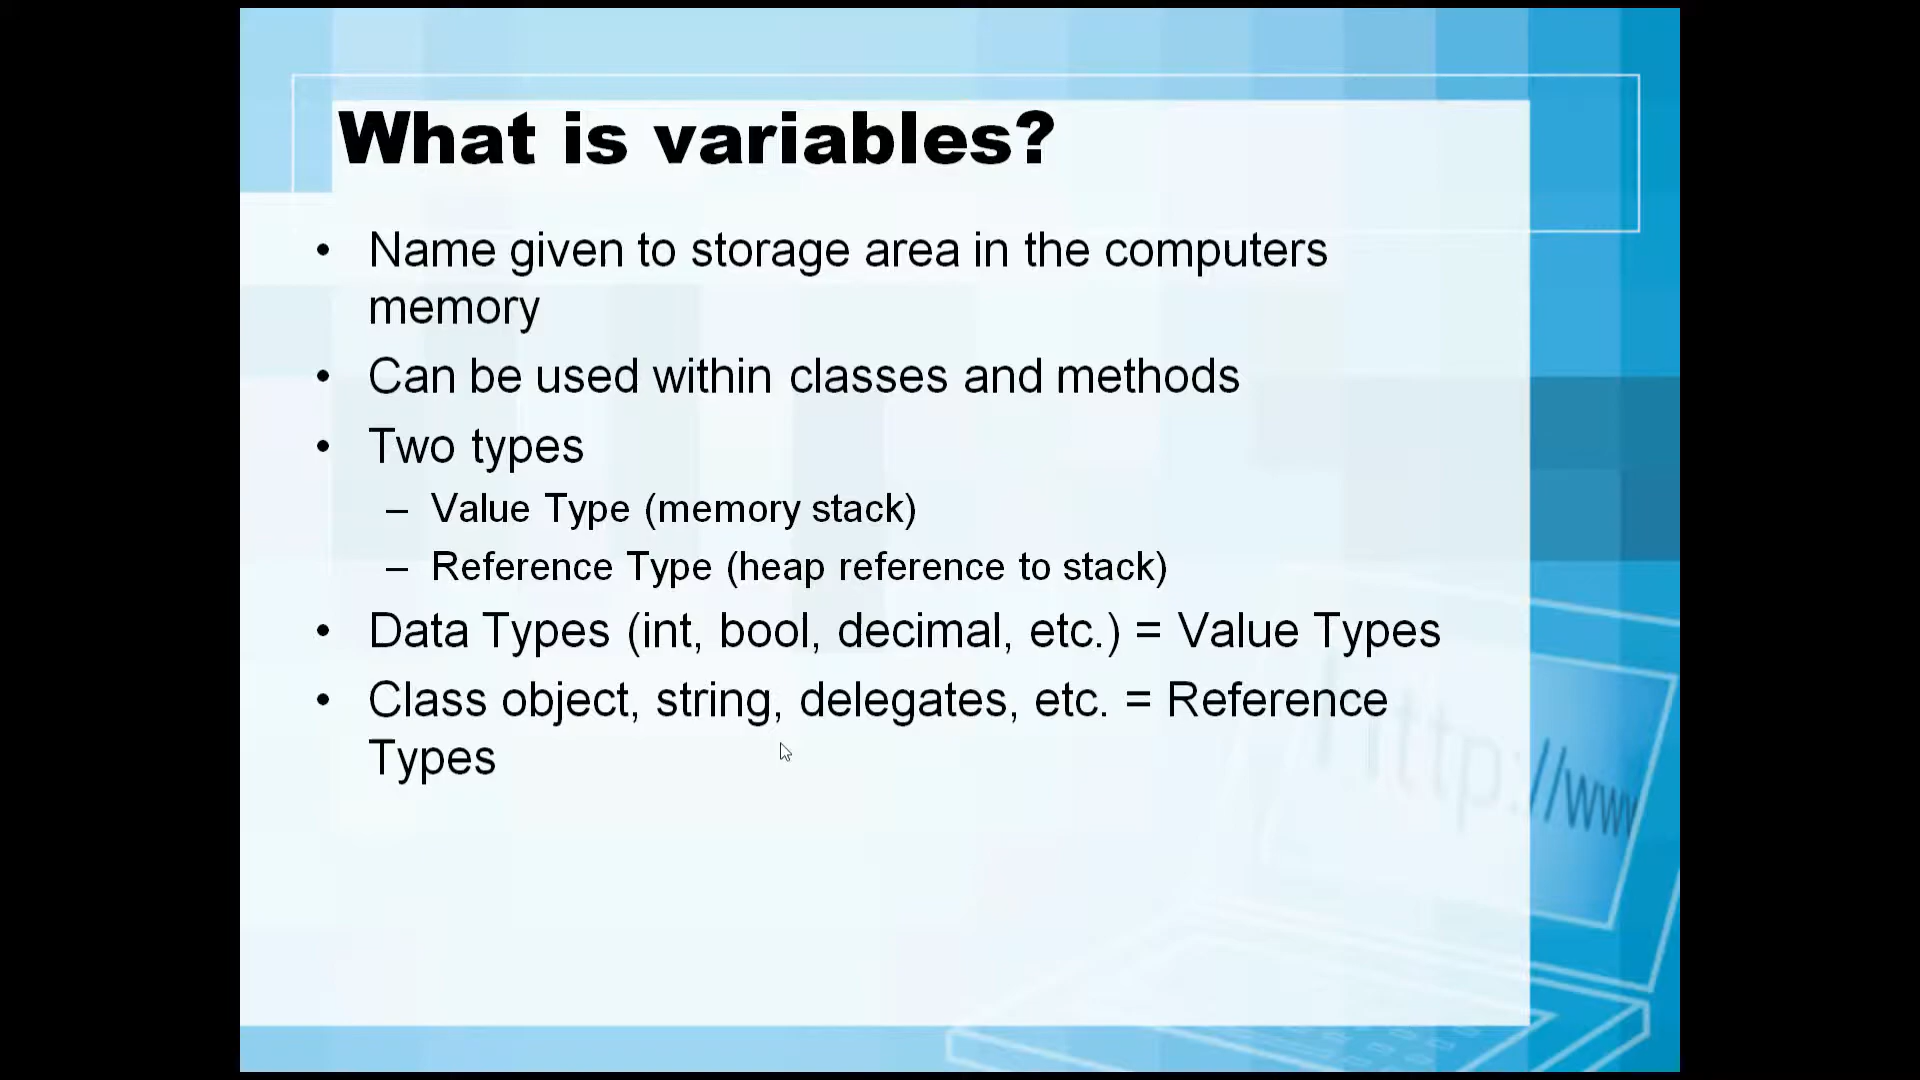 What is variables?
• Name given to storage area in the computers
memory
• Can be used within classes and methods
• Two types
– Value Type (memory stack)
– Reference Type (heap reference to stack)
• Data Types (int, bool, decimal, etc.) = Value Types
• Class object, string, delegates, etc. = Reference
Types
http://www